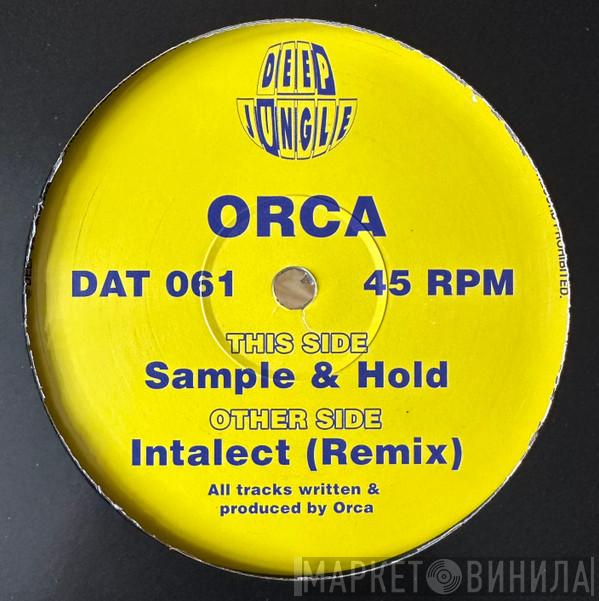 DEEP
JUNGLE
ORCA
DAT 061
45 RPM
THIS SIDE
Sample & Hold
OTHER SIDE
Intalect (Remix)
All tracks written &
produced by Orca
PROHIBITED.
МАРКЕТ ВИНИЛА